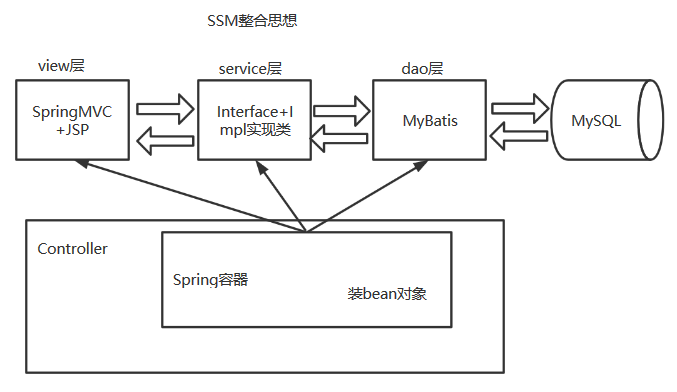 SSM整合思想
view层
service层
dao层
SpringMVC
+JSP
Interface+I
mpl实现类
MyBatis
MySQL
Controller
Spring容器
装bean对象